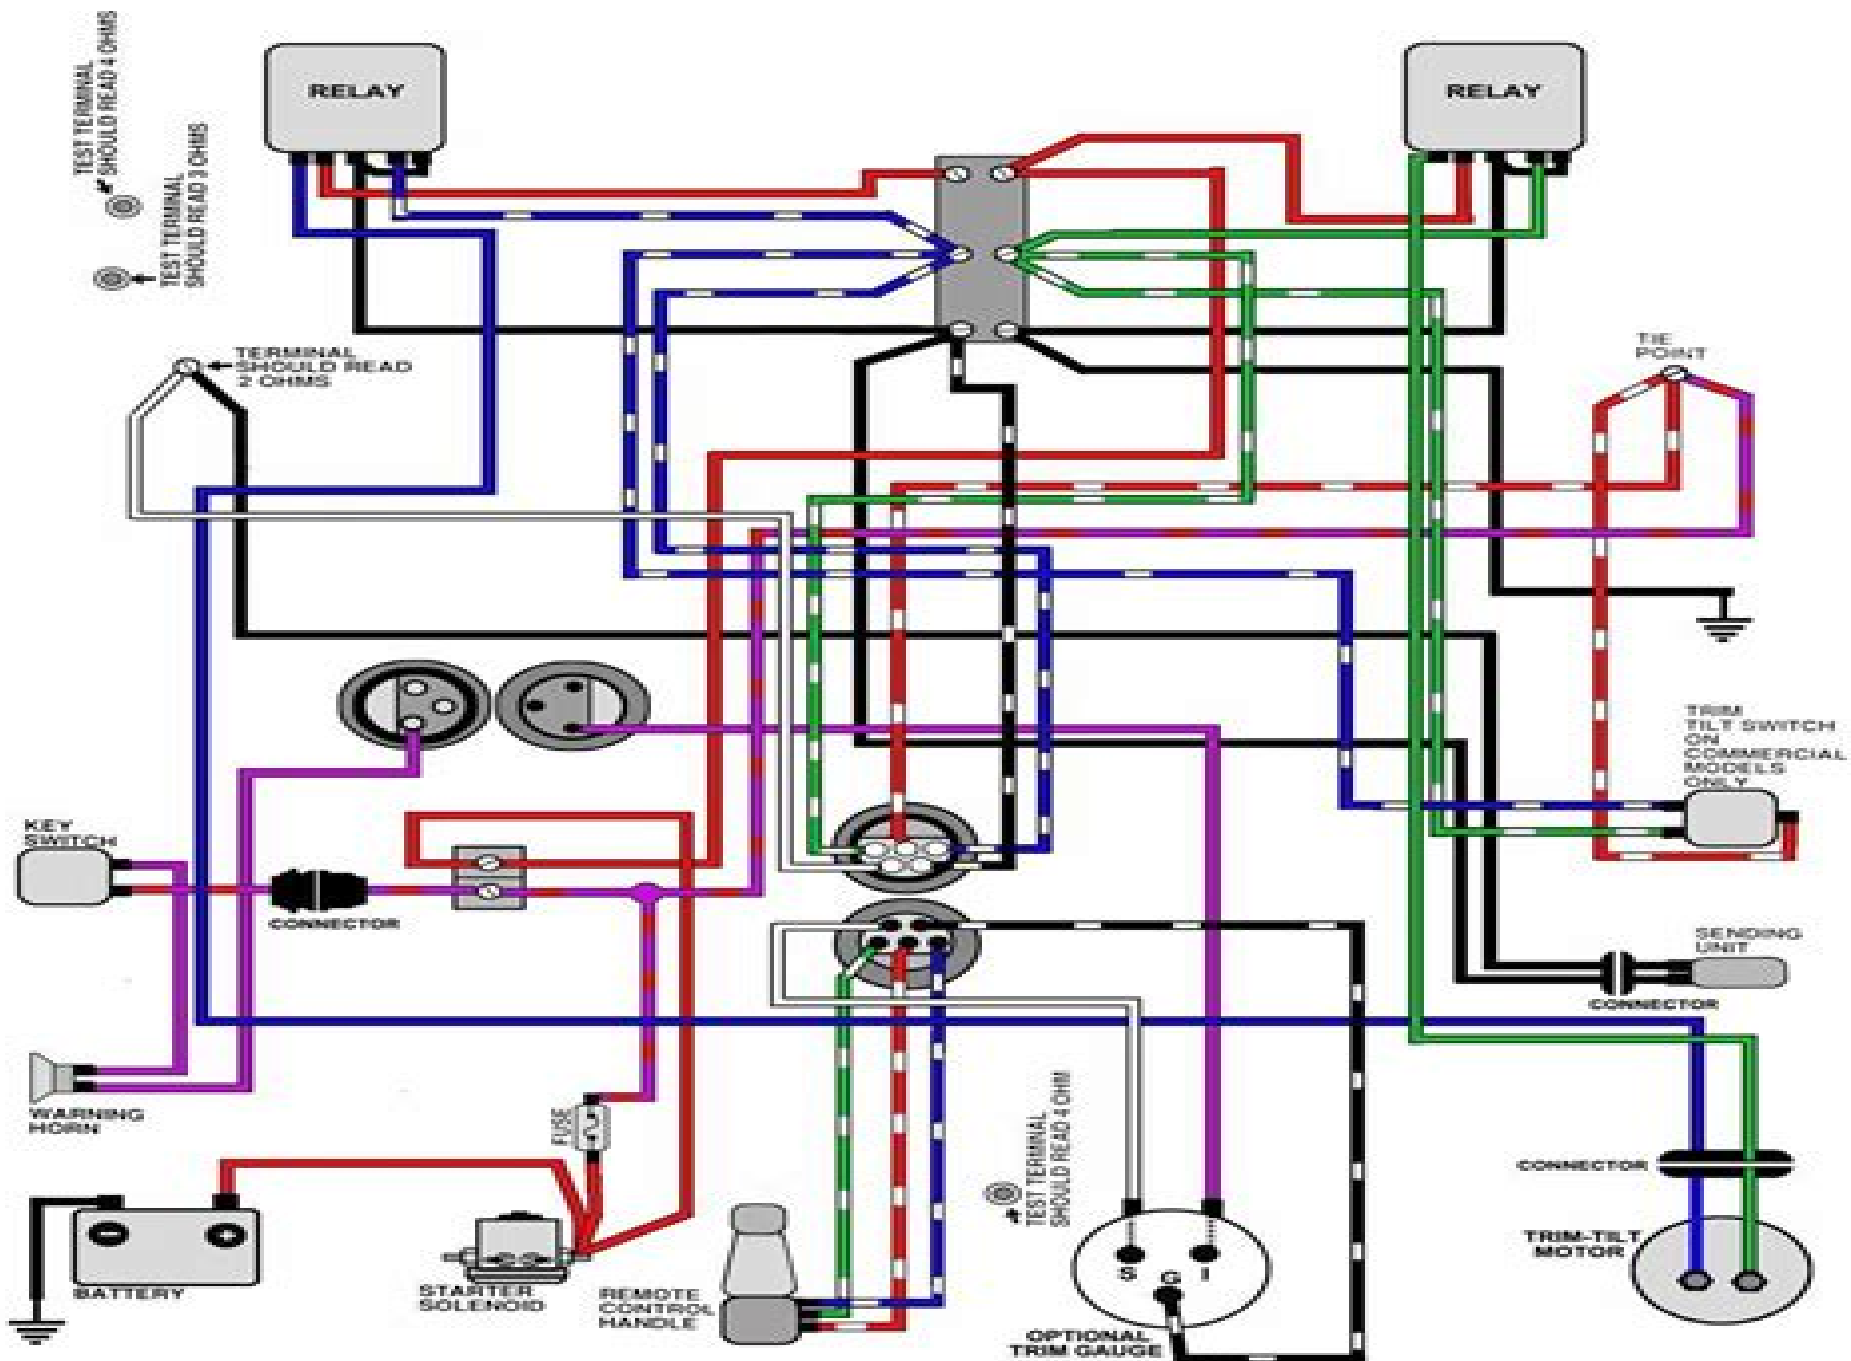 TEST TERMINAL
SHOULD READ 4 OHMS
TEST TERMINAL
SHOULD READ 3 OHMS
RELAY
RELAY
TERMINAL
SHOULD READ
2 OHMS
TIE
POINT
TRIM
TILT SWITCH
ON
COMMERCIAL
MODELS
ONLY
KEY
SWITCH
CONNECTOR
SENDING
UNIT
CONNECTOR
WARNING
HORN
FUSE
TEST TERMINAL
SHOULD READ 4 OHM
CONNECTOR
TRIM-TILT
MOTOR
BATTERY
STARTER
SOLENOID
REMOTE
CONTROL
HANDLE
S
I
G
OPTIONAL
TRIM GAUGE